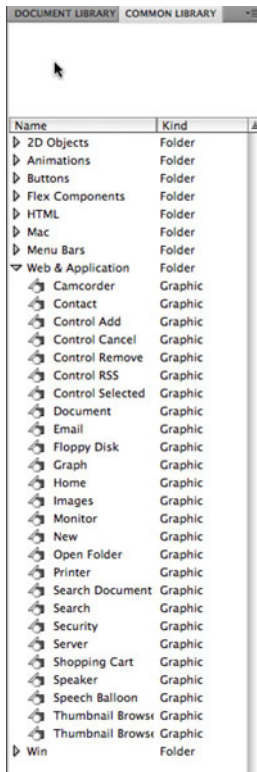 DOCUMENT LIBRARY COMMON LIBRARY
Name Kind
2D Objects Folder
Animations Folder
Buttons Folder
Flex Components Folder
HTML Folder
Mac Folder
Menu Bars Folder
Web & Application Folder
Camcorder Graphic
Contact Graphic
Control Add Graphic
Control Cancel Graphic
Control Remove Graphic
Control RSS Graphic
Control Selected Graphic
Document Graphic
Email Graphic
Floppy Disk Graphic
Graph Graphic
Home Graphic
Images Graphic
Monitor Graphic
New Graphic
Open Folder Graphic
Printer Graphic
Search Document Graphic
Search Graphic
Security Graphic
Server Graphic
Shopping Cart Graphic
Speaker Graphic
Speech Balloon Graphic
Thumbnail Browse Graphic
Thumbnail Browse Graphic
Win Folder